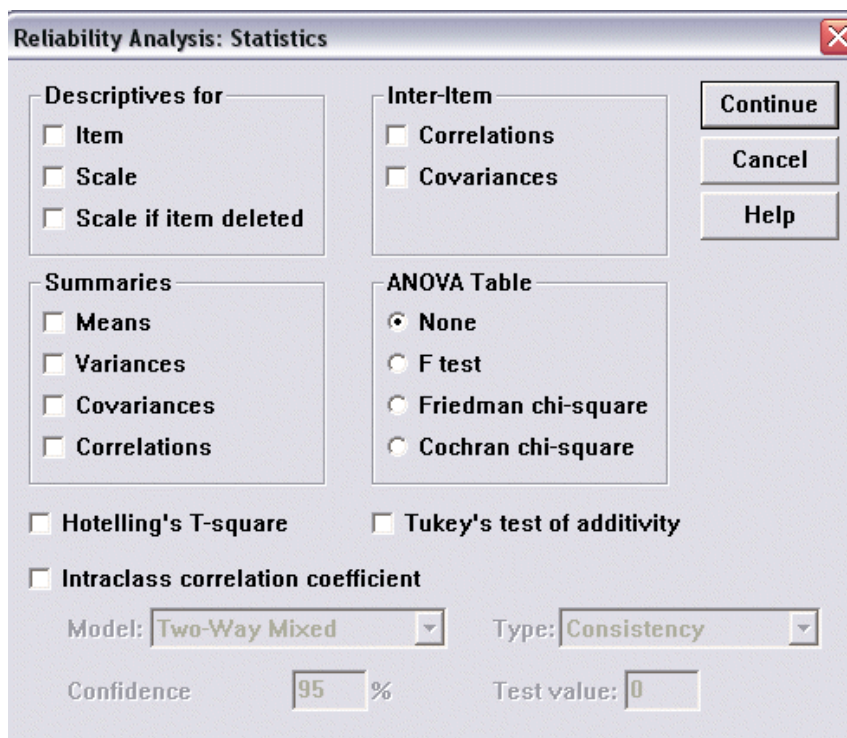 Reliability Analysis: Statistics
Descriptives for
Item
Scale
Scale if item deleted
Inter-Item
Correlations
Covariances
Continue
Cancel
Help
Summaries
Means
Variances
Covariances
Correlations
ANOVA Table
None
F test
Friedman chi-square
Cochran chi-square
Hotelling's T-square
Tukey's test of additivity
Intraclass correlation coefficient
Model: Two-Way Mixed
Type: Consistency
Confidence 95 %
Test value: 0